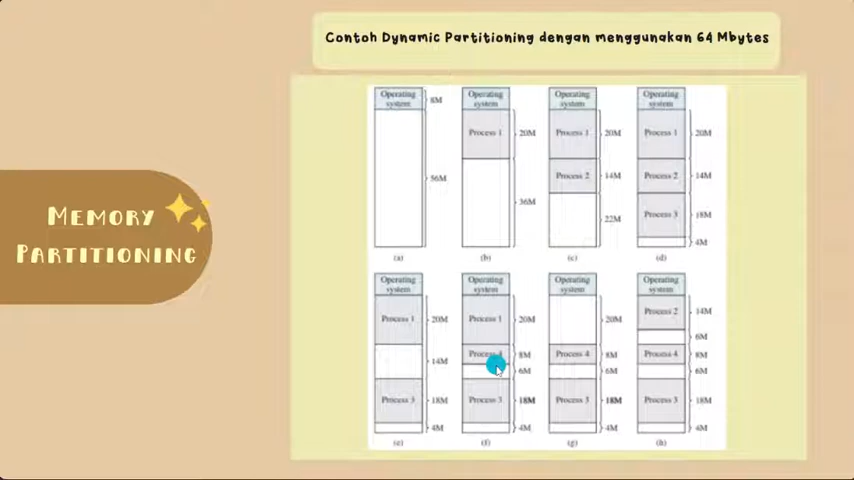 Contoh Dynamic Partitioning dengan menggunakan 64 Mbytes
MEMORY
PARTITIONING
Operating
system
8M
56M
(a)
Operating
system
Process 1
20M
36M
(b)
Operating
system
Process 1
20M
Process 2
14M
22M
(c)
Operating
system
Process 1
20M
Process 2
14M
Process 3
18M
4M
(d)
Operating
system
Process 1
20M
14M
Process 3
18M
4M
(e)
Operating
system
Process 1
20M
Process 4
8M
6M
Process 3
18M
4M
(f)
Operating
system
20M
Process 4
8M
6M
Process 3
18M
4M
(g)
Operating
system
Process 2
14M
6M
Process 4
8M
6M
Process 3
18M
4M
(h)